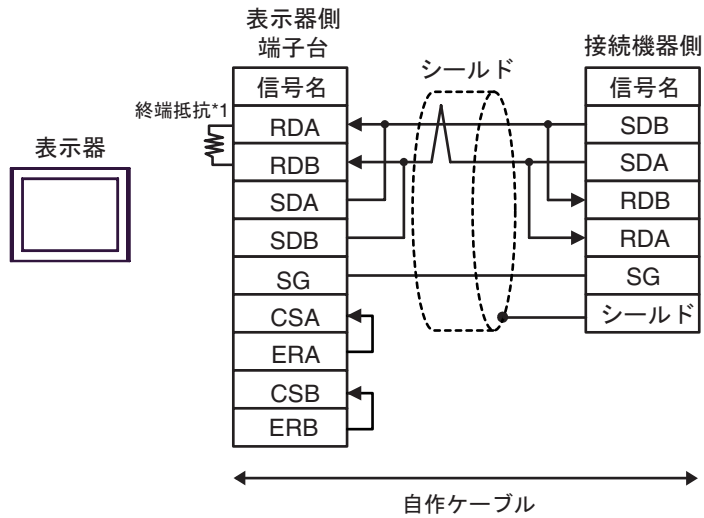 表示器側
端子台
接続機器側
シールド
信号名
信号名
終端抵抗*1
RDA
SDB
表示器
RDB
SDA
SDA
RDB
SDB
RDA
SG
SG
CSA
シールド
ERA
CSB
ERB
自作ケーブル